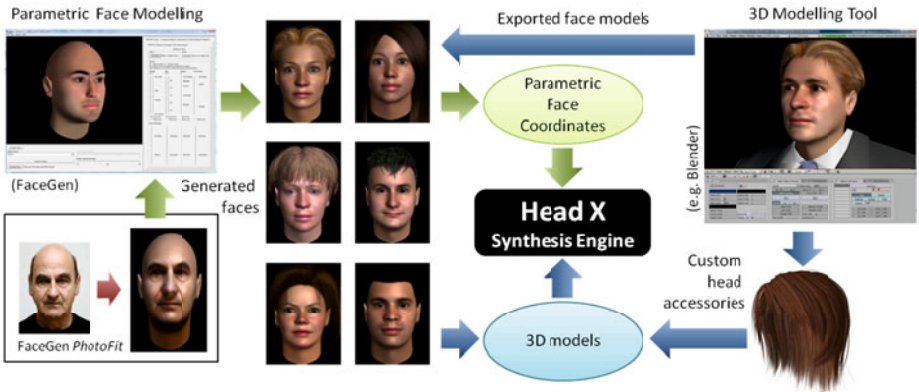 Parametric Face Modelling
Exported face models
3D Modelling Tool
Parametric
Face
Coordinates
(FaceGen)
Generated
faces
(e.g. Blender)
Head X
Synthesis Engine
Custom
head
accessories
FaceGen PhotoFit
3D models